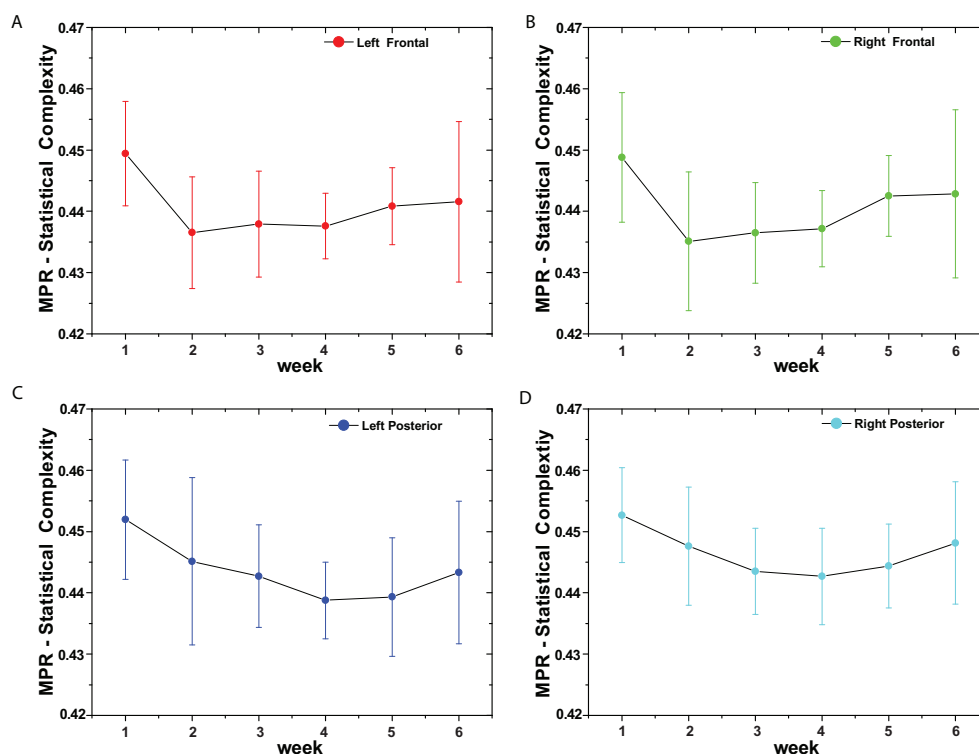 A
Left Frontal
MPR - Statistical Complexity
0.47
0.46
0.45
0.44
0.43
0.42
1 2 3 4 5 6
week
B
Right Frontal
MPR - Statistical Complexity
0.47
0.46
0.45
0.44
0.43
0.42
1 2 3 4 5 6
week
C
Left Posterior
MPR - Statistical Complexity
0.47
0.46
0.45
0.44
0.43
0.42
1 2 3 4 5 6
week
D
Right Posterior
MPR - Statistical Complextiy
0.47
0.46
0.45
0.44
0.43
0.42
1 2 3 4 5 6
week